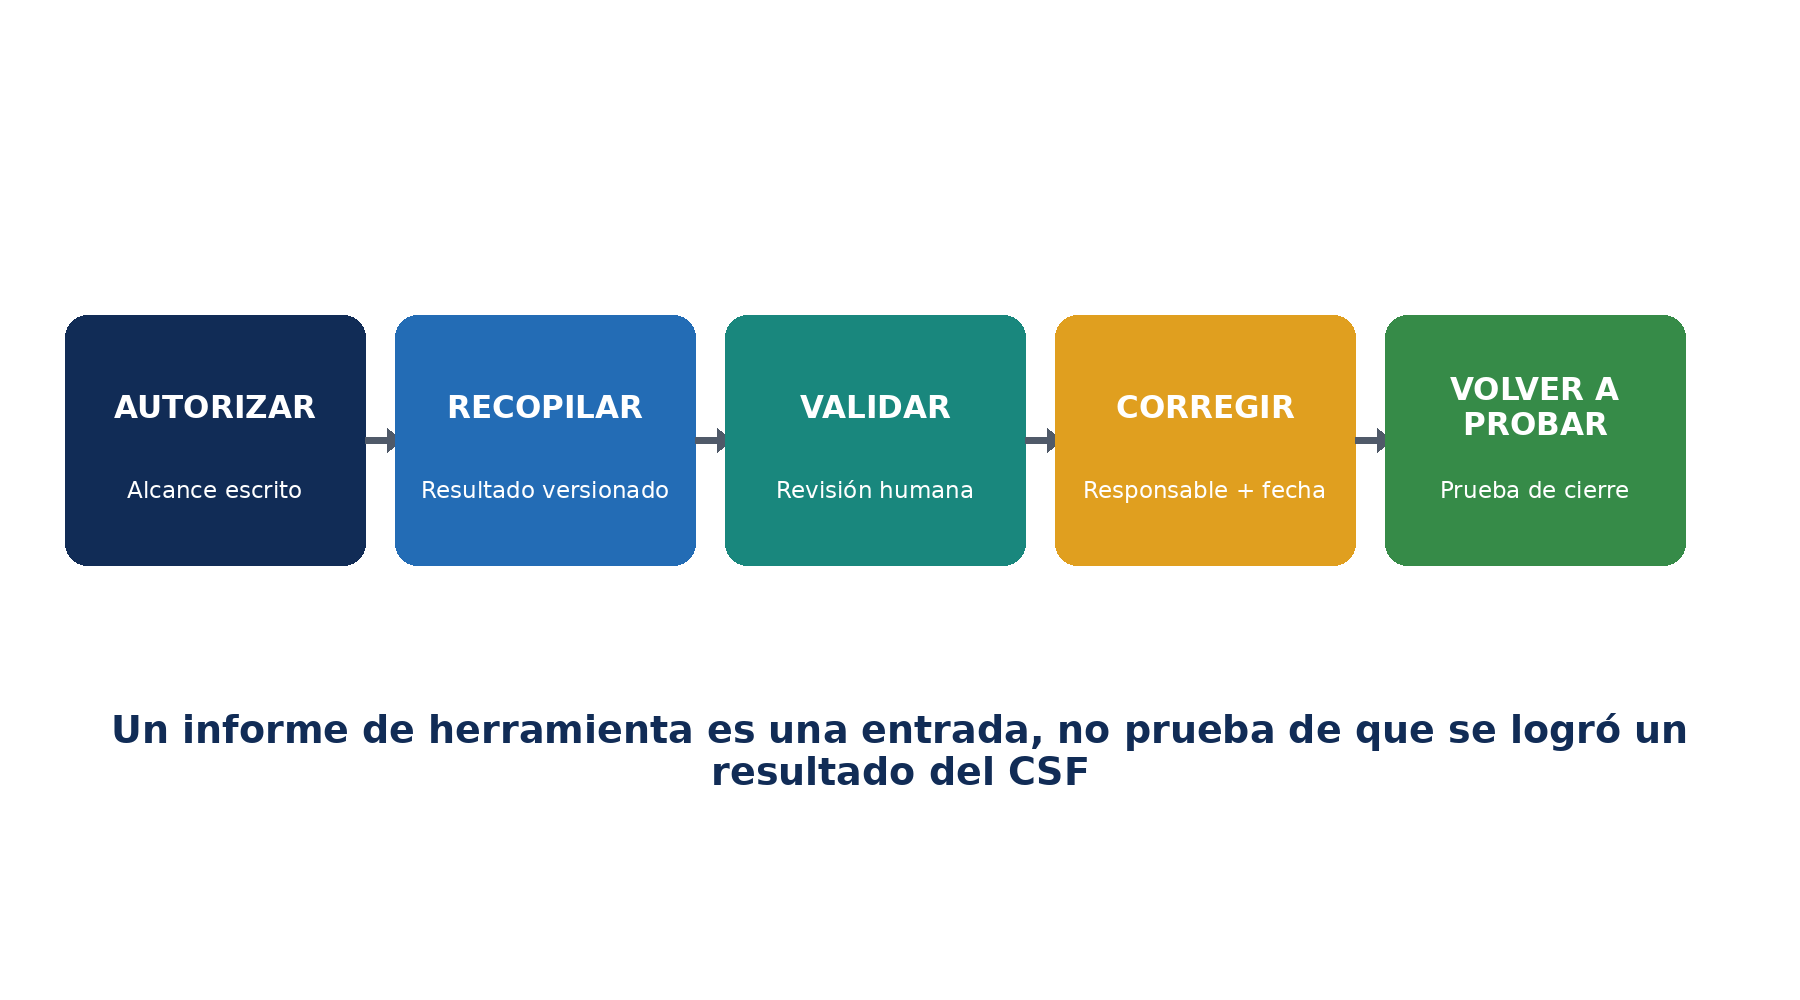 AUTORIZAR
Alcance escrito
RECOPILAR
Resultado versionado
VALIDAR
Revisión humana
CORREGIR
Responsable + fecha
VOLVER A
PROBAR
Prueba de cierre
Un informe de herramienta es una entrada, no prueba de que se logró un
resultado del CSF